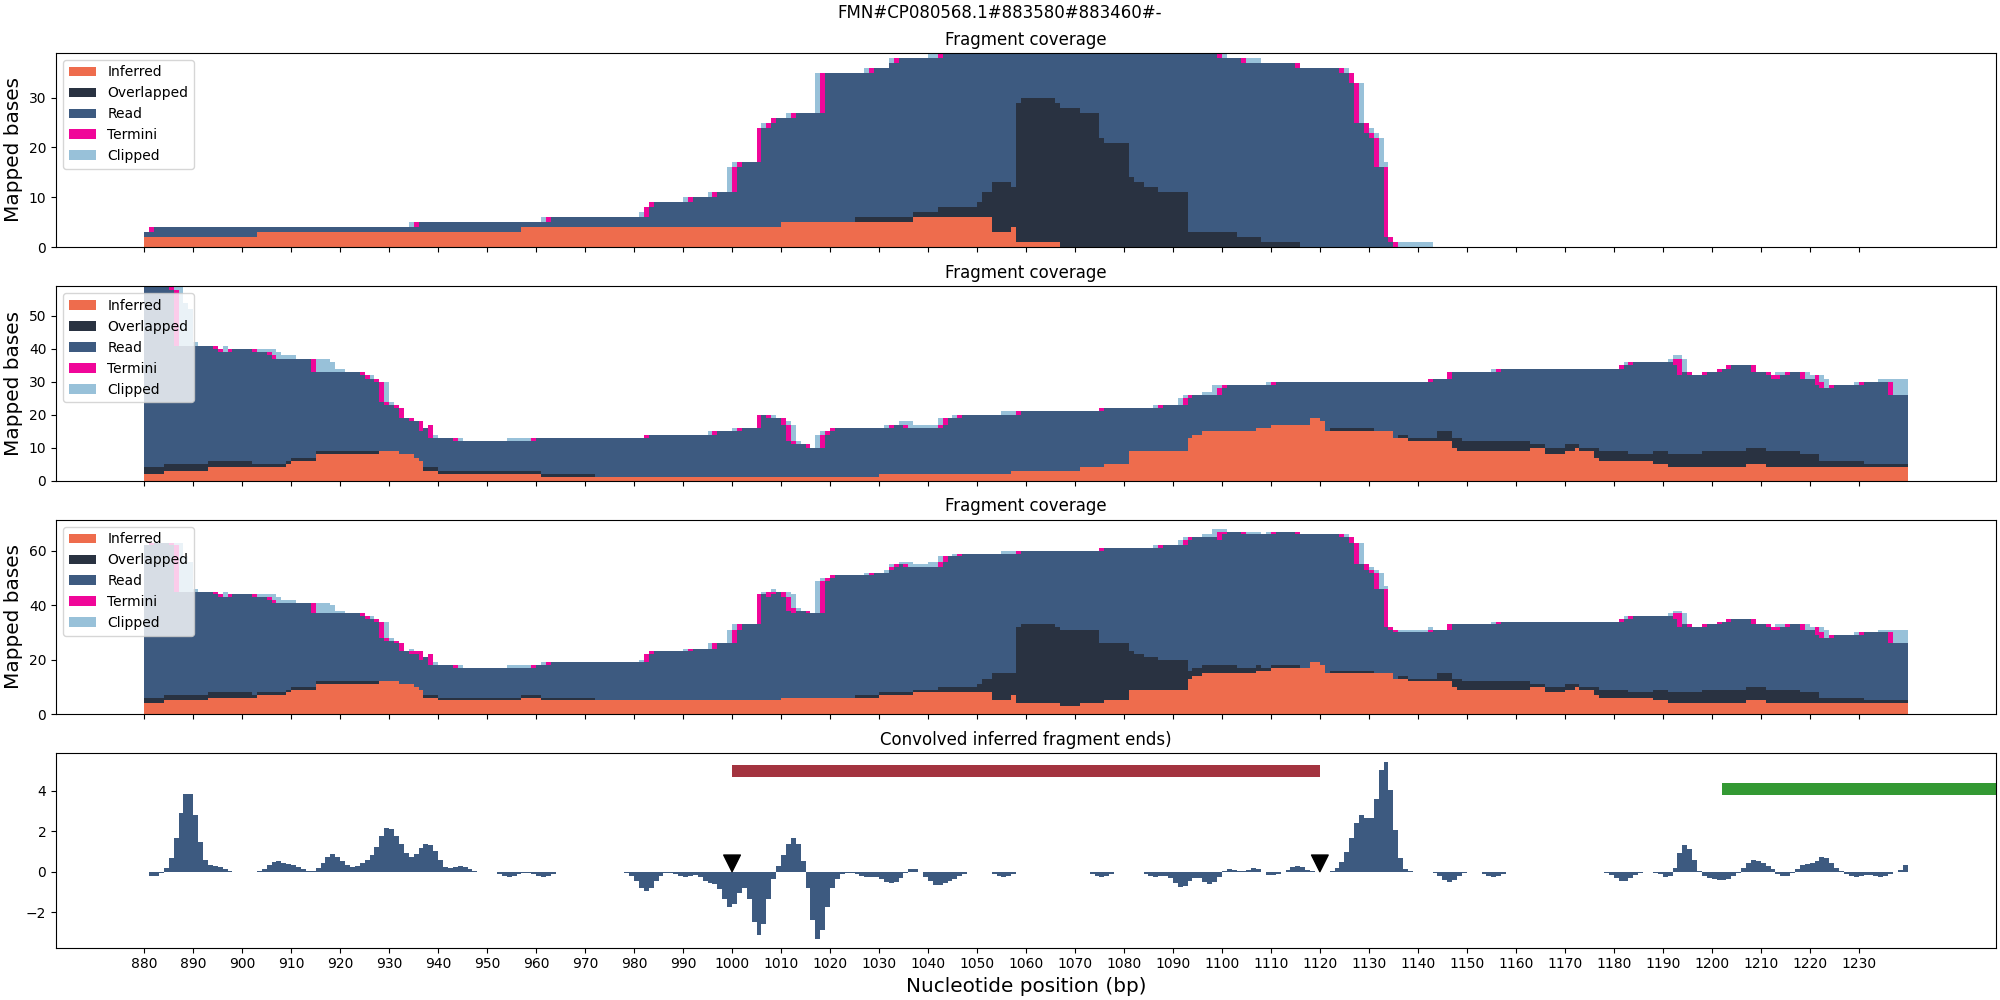 FMN#CP080568.1#883580#883460#-
Fragment coverage
Mapped bases
30
20
10
0
Inferred
Overlapped
Read
Termini
Clipped
Fragment coverage
Mapped bases
50
40
30
20
10
0
Inferred
Overlapped
Read
Termini
Clipped
Fragment coverage
Mapped bases
60
40
20
0
Inferred
Overlapped
Read
Termini
Clipped
Convolved inferred fragment ends)
4
2
0
−2
880 890 900 910 920 930 940 950 960 970 980 990 1000 1010 1020 1030 1040 1050 1060 1070 1080 1090 1100 1110 1120 1130 1140 1150 1160 1170 1180 1190 1200 1210 1220 1230
Nucleotide position (bp)